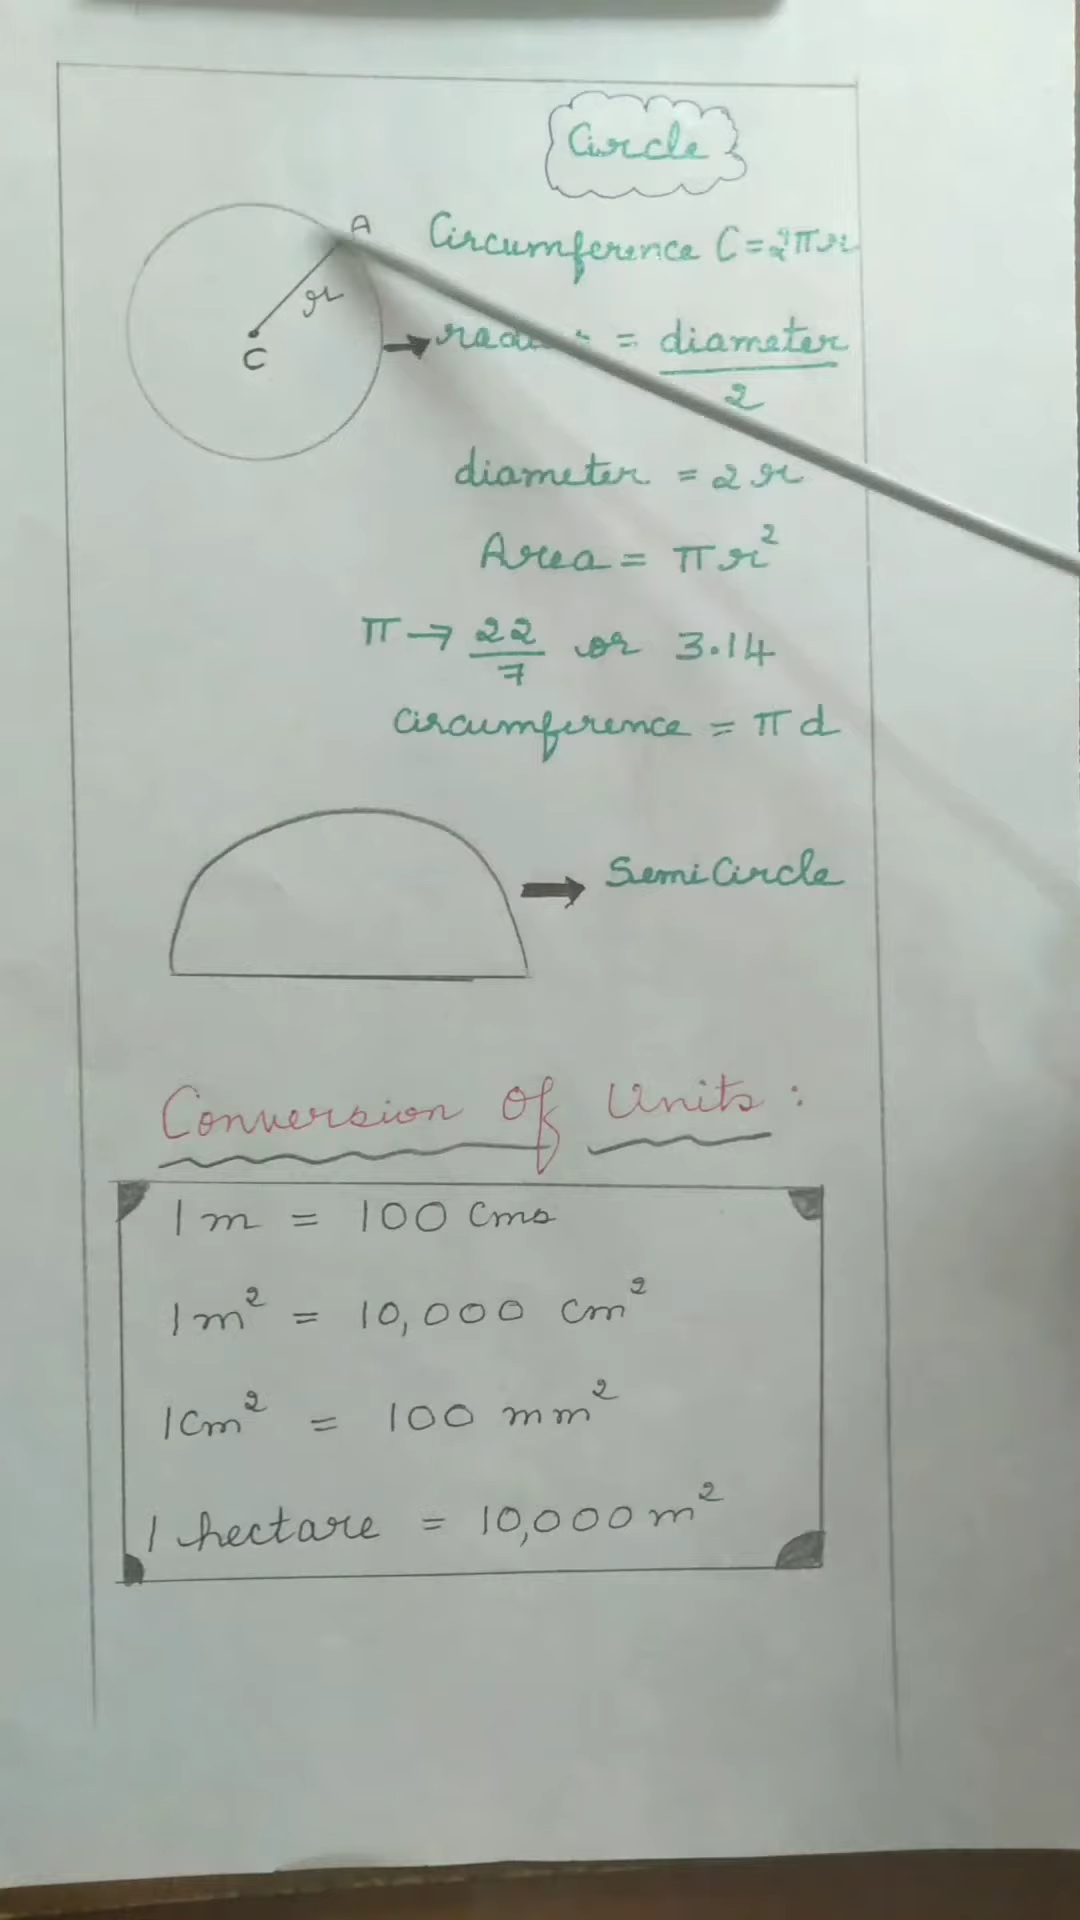 Circle
A
Circumference C = 2πr
r
C
= diameter / 2
diameter = 2r
Area = πr²
π → 22/7 or 3.14
Circumference = πd
Semi Circle
Conversion Of Units :
1 m = 100 Cms
1 m² = 10,000 cm²
1 Cm² = 100 mm²
1 hectare = 10,000 m²